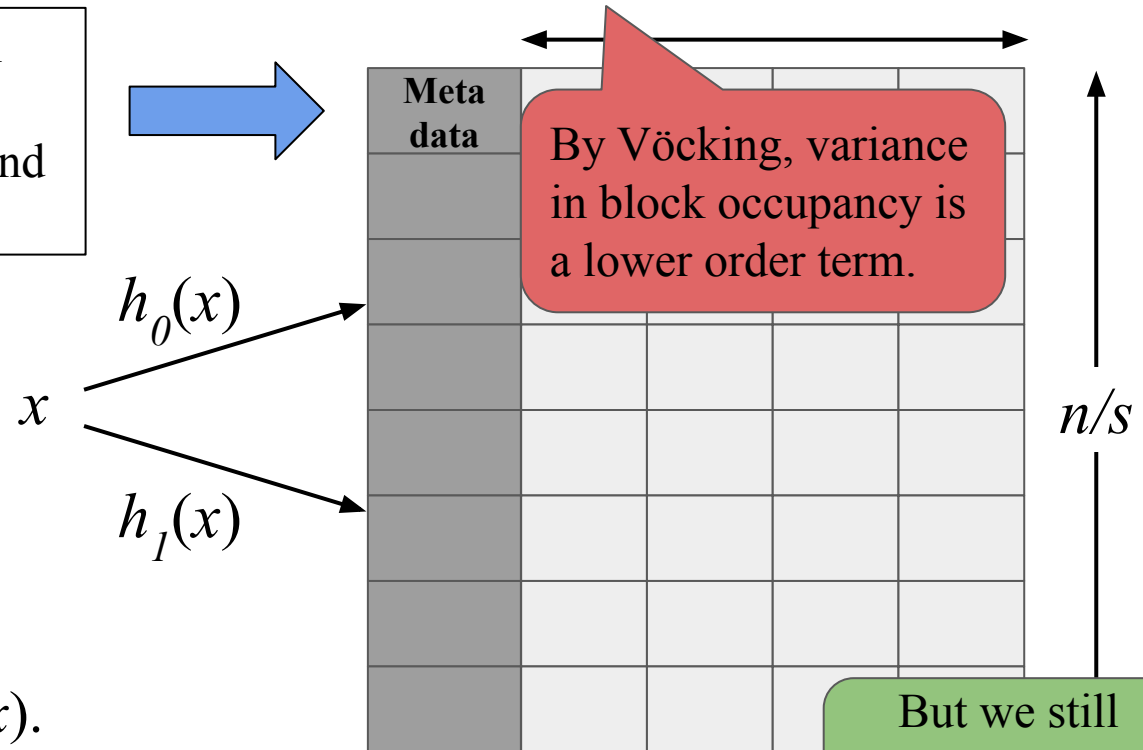 nd
Meta
data
By Vöcking, variance
in block occupancy is
a lower order term.
h₀(x)
x
n/s
h₁(x)
x).
But we still